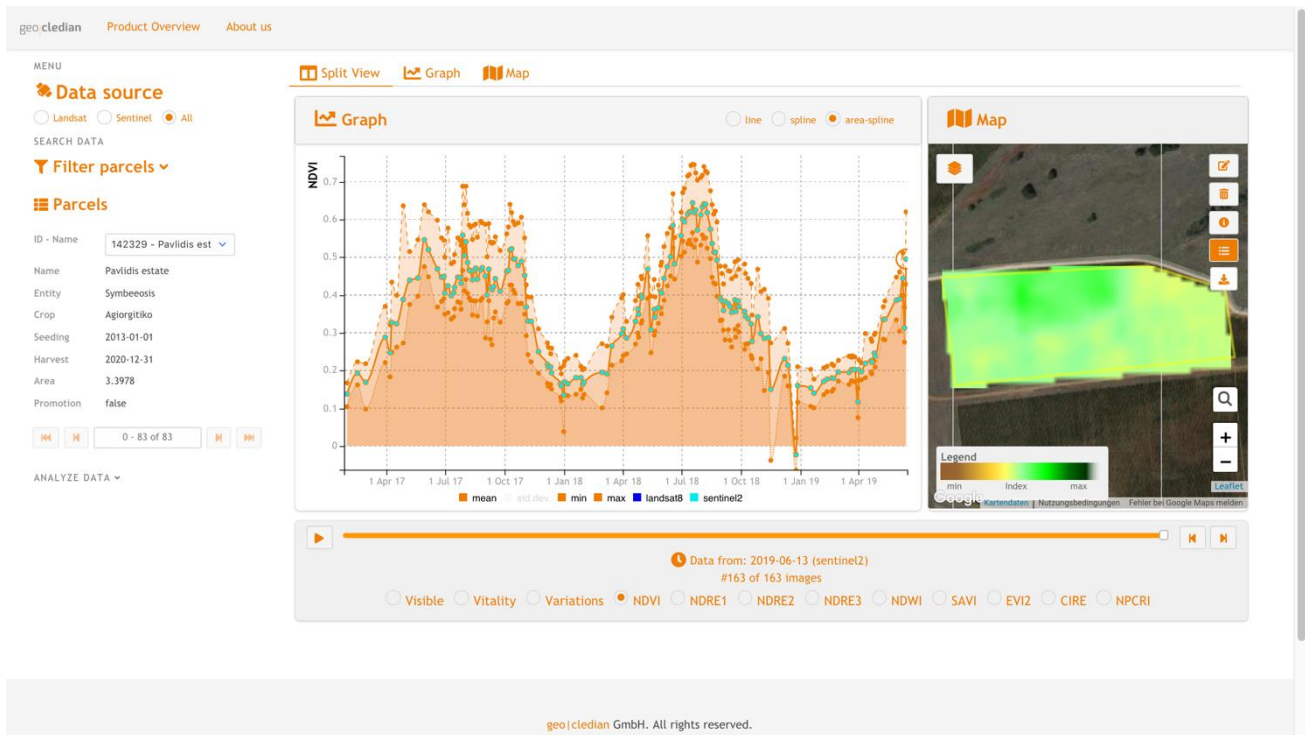 geo|cledian Product Overview About us
MENU
Data source
Landsat Sentinel All
SEARCH DATA
Filter parcels
Parcels
ID - Name 142329 - Pavlidis est
Name Pavlidis estate
Entity Symbeeosis
Crop Agiorgitiko
Seeding 2013-01-01
Harvest 2020-12-31
Area 3.3978
Promotion false
0 - 83 of 83
ANALYZE DATA
Split View Graph Map
Graph line spline area-spline
NDVI
0.7
0.6
0.5
0.4
0.3
0.2
0.1
0
1 Apr 17 1 Jul 17 1 Oct 17 1 Jan 18 1 Apr 18 1 Jul 18 1 Oct 18 1 Jan 19 1 Apr 19
mean std.dev. min max landsat8 sentinel2
Map
+
−
Legend
min Index max
Leaflet
Google Kartendaten | Nutzungsbedingungen Fehler bei Google Maps melden
Data from: 2019-06-13 (sentinel2)
#163 of 163 images
Visible Vitality Variations NDVI NDRE1 NDRE2 NDRE3 NDWI SAVI EVI2 CIRE NPCRI
geo|cledian GmbH. All rights reserved.